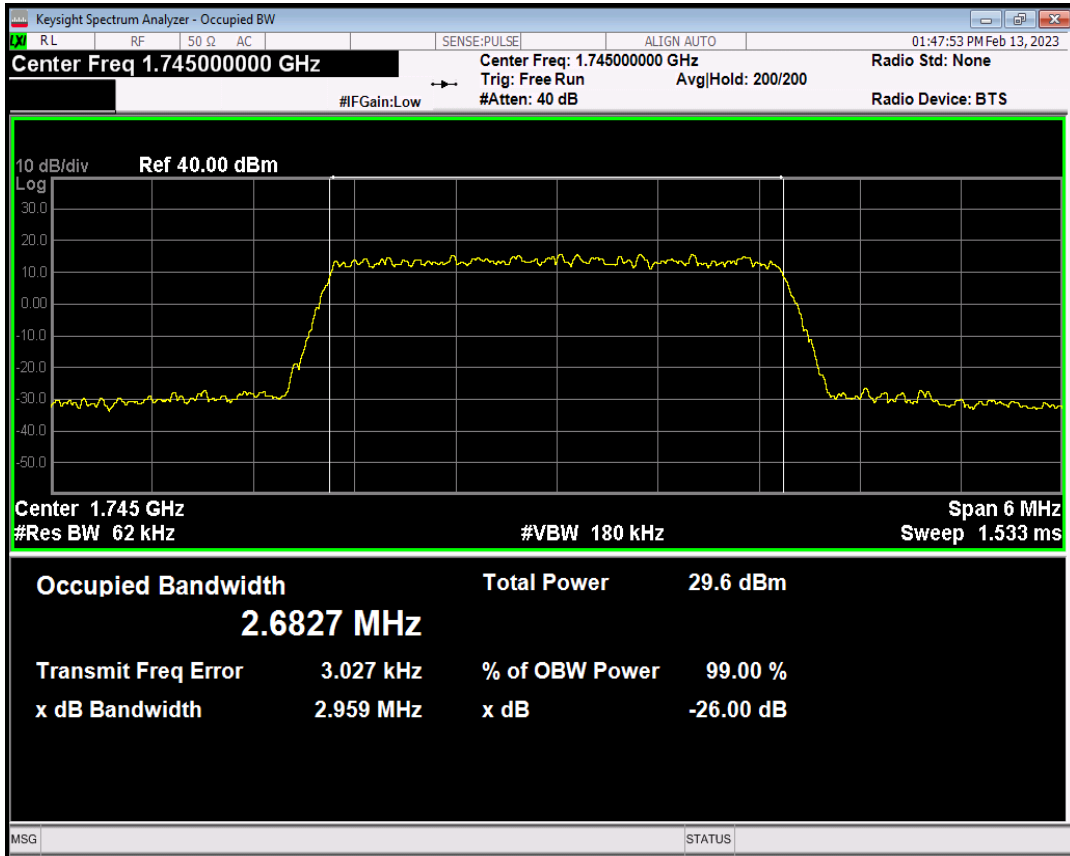 Keysight Spectrum Analyzer - Occupied BW
LXI RL RF 50 Ω AC SENSE:PULSE ALIGN AUTO 01:47:53 PM Feb 13, 2023
Center Freq 1.745000000 GHz Center Freq: 1.745000000 GHz Radio Std: None
Trig: Free Run Avg|Hold: 200/200
#IFGain:Low #Atten: 40 dB Radio Device: BTS
10 dB/div Ref 40.00 dBm
Log
30.0
20.0
10.0
0.00
-10.0
-20.0
-30.0
-40.0
-50.0
Center 1.745 GHz Span 6 MHz
#Res BW 62 kHz #VBW 180 kHz Sweep 1.533 ms
Occupied Bandwidth Total Power 29.6 dBm
2.6827 MHz
Transmit Freq Error 3.027 kHz % of OBW Power 99.00 %
x dB Bandwidth 2.959 MHz x dB -26.00 dB
MSG STATUS